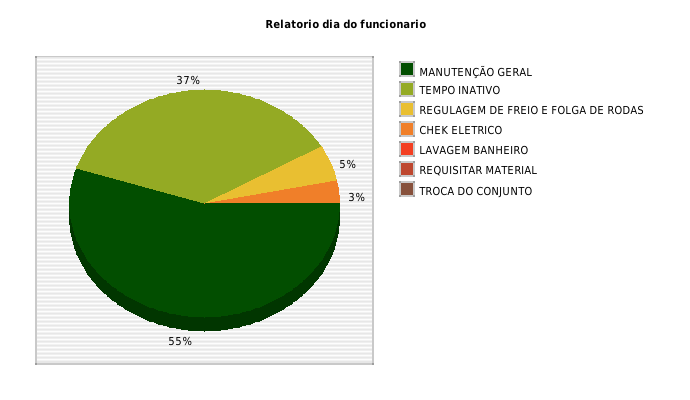 Relatorio dia do funcionario
37%
5%
3%
55%
MANUTENÇÃO GERAL
TEMPO INATIVO
REGULAGEM DE FREIO E FOLGA DE RODAS
CHEK ELETRICO
LAVAGEM BANHEIRO
REQUISITAR MATERIAL
TROCA DO CONJUNTO